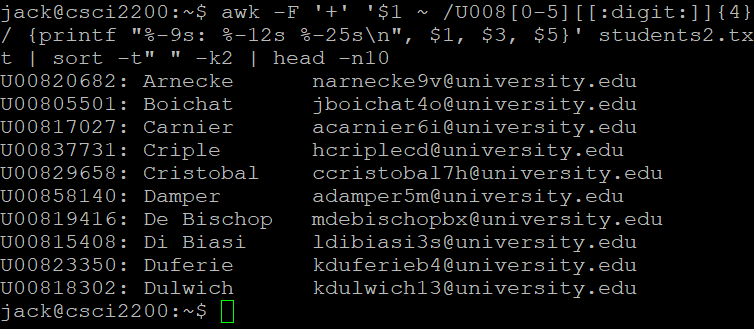 jack@csci2200:~$ awk -F '+' '$1 ~ /U008[0-5][[:digit:]]{4}
/ {printf "%-9s: %-12s %-25s\n", $1, $3, $5}' students2.tx
t | sort -t" " -k2 | head -n10
U00820682: Arnecke      narnecke9v@university.edu
U00805501: Boichat      jboichat4o@university.edu
U00817027: Carnier      acarnier6i@university.edu
U00837731: Criple       hcriplecd@university.edu
U00829658: Cristobal    ccristobal7h@university.edu
U00858140: Damper       adamper5m@university.edu
U00819416: De Bischop   mdebischopbx@university.edu
U00815408: Di Biasi     ldibiasi3s@university.edu
U00823350: Duferie      kduferieb4@university.edu
U00818302: Dulwich      kdulwich13@university.edu
jack@csci2200:~$